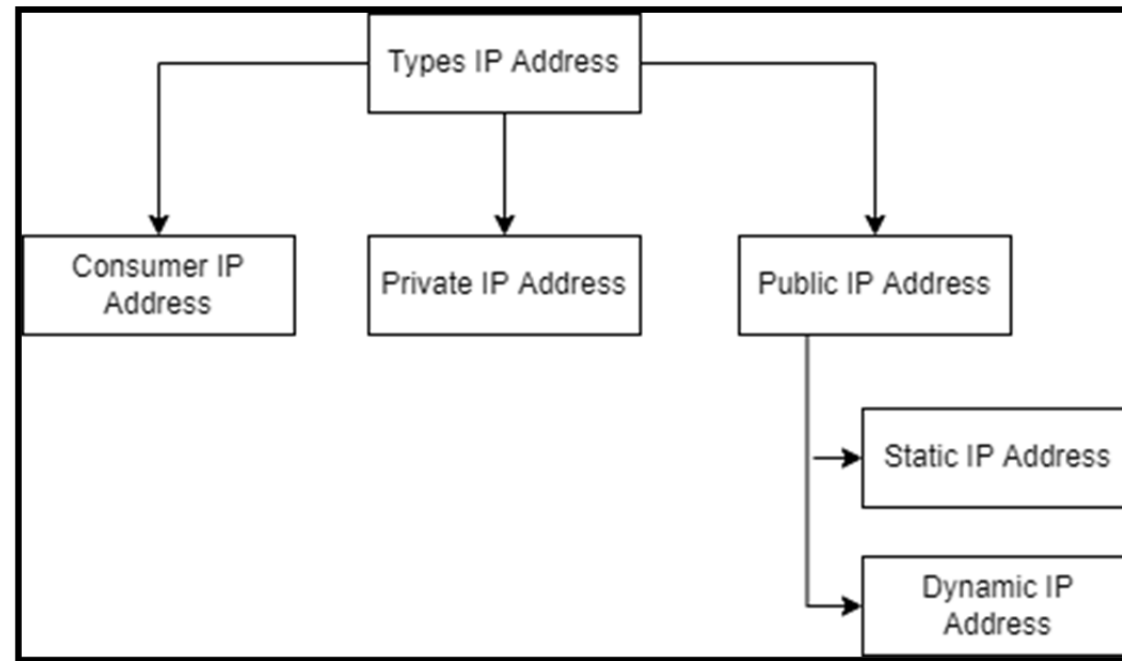 Types IP Address
Consumer IP
Address
Private IP Address
Public IP Address
Static IP Address
Dynamic IP
Address